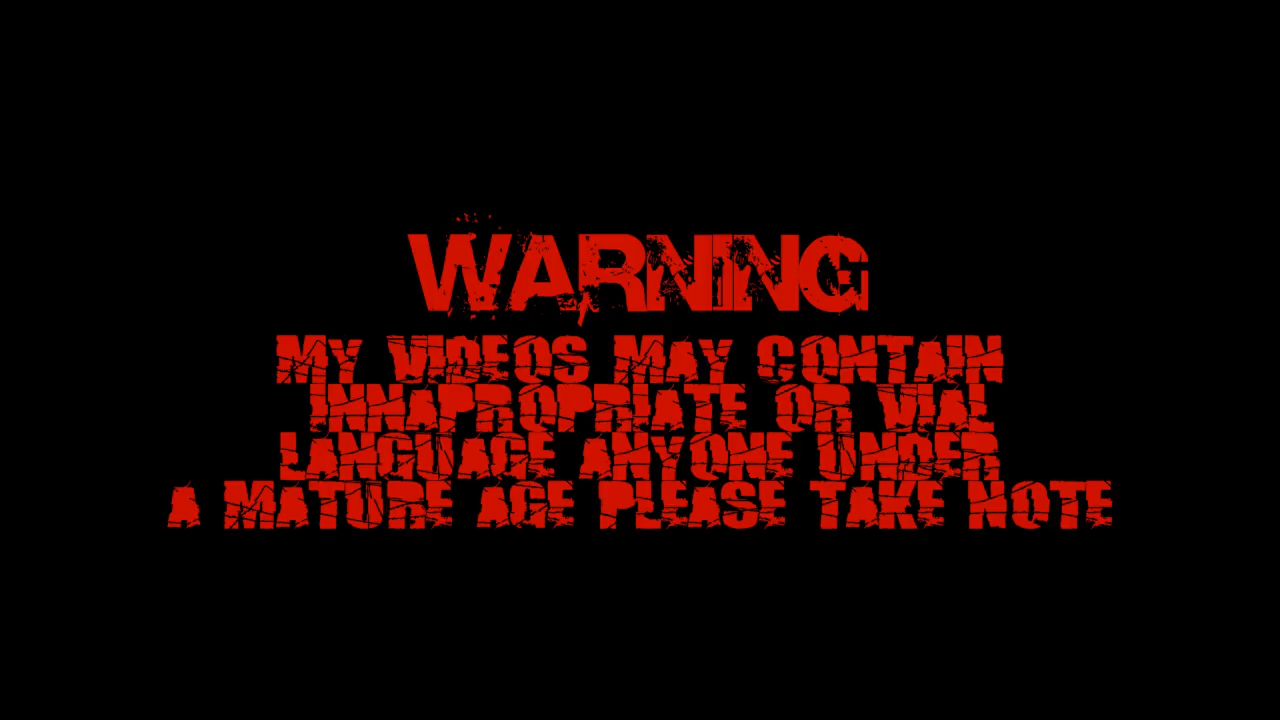 WARNING
MY VIDEOS MAY CONTAIN
INNAPROPRIATE OR VIAL
LANGUAGE ANYONE UNDER
A MATURE AGE PLEASE TAKE NOTE